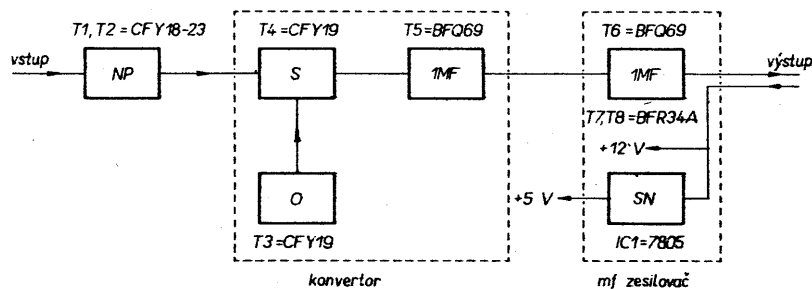 T1, T2 = CFY18-23
T4 = CFY19
T5 = BFQ69
T6 = BFQ69
vstup
NP
S
1MF
1MF
výstup
T7, T8 = BFR34A
+12 V
O
+5 V
SN
T3 = CFY19
IC1 = 7805
konvertor
mf zesilovač